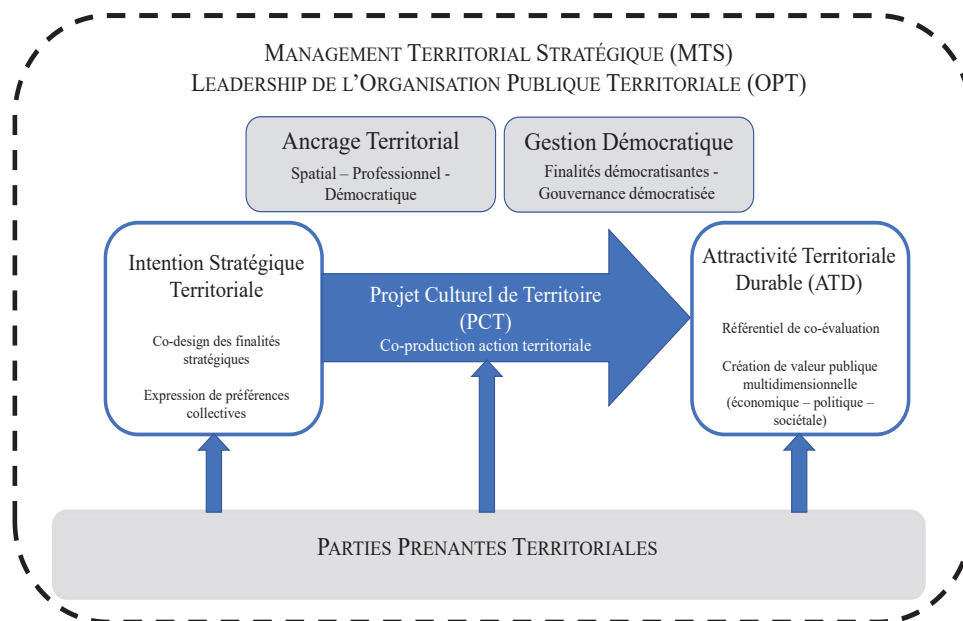 MANAGEMENT TERRITORIAL STRATÉGIQUE (MTS)
LEADERSHIP DE L'ORGANISATION PUBLIQUE TERRITORIALE (OPT)
Ancrage Territorial
Spatial – Professionnel -
Démocratique
Gestion Démocratique
Finalités démocratisantes -
Gouvernance démocratisée
Intention Stratégique
Territoriale
Co-design des finalités
stratégiques
Expression de préférences
collectives
Projet Culturel de Territoire
(PCT)
Co-production action territoriale
Attractivité Territoriale
Durable (ATD)
Référentiel de co-évaluation
Création de valeur publique
multidimensionnelle
(économique – politique –
sociétale)
PARTIES PRENANTES TERRITORIALES